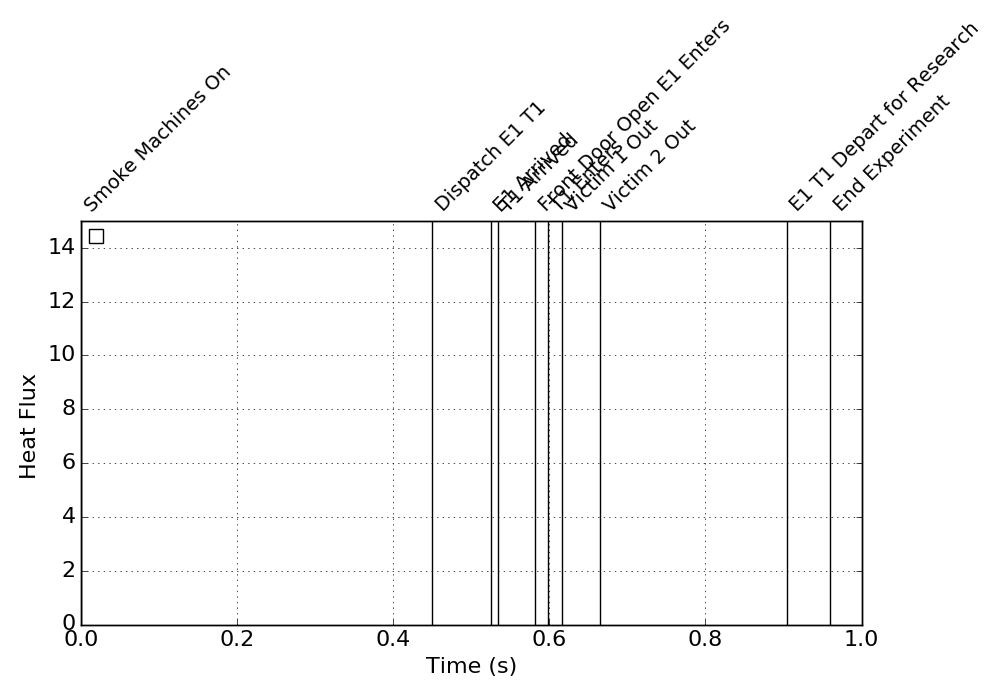 Smoke Machines On
Dispatch E1 T1
E1 Arrived
T1 Arrived
Front Door Open E1 Enters
T1 Enters
Victim 1 Out
Victim 2 Out
E1 T1 Depart for Research
End Experiment
14
12
10
8
6
4
2
0
Heat Flux
0.0 0.2 0.4 0.6 0.8 1.0
Time (s)